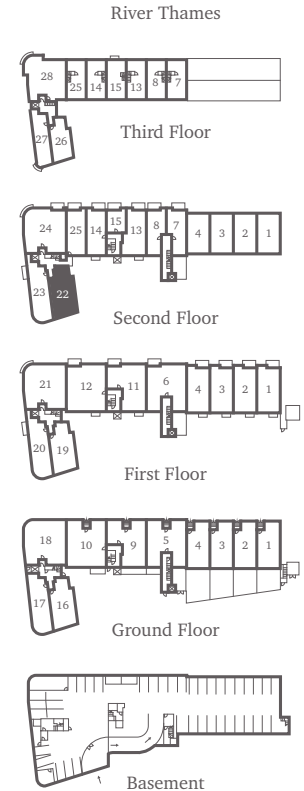 River Thames
28
25 14 15 13 8 7
27 26
Third Floor
24 25 14 15 13 8 7 4 3 2 1
23 22
Second Floor
21 12 11 6 4 3 2 1
20 19
First Floor
18 10 9 5 4 3 2 1
17 16
Ground Floor
Basement